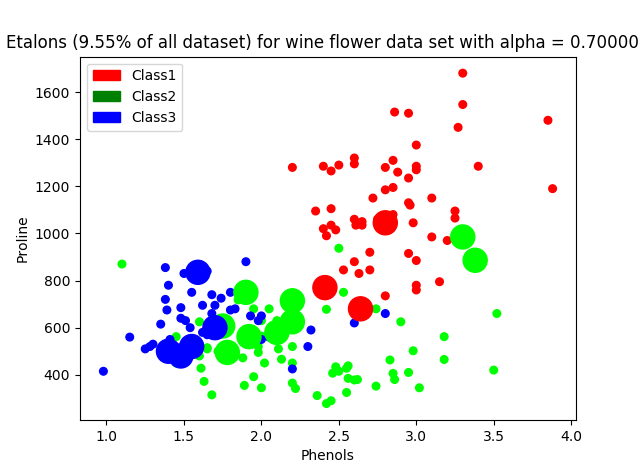 Etalons (9.55% of all dataset) for wine flower data set with alpha = 0.70000
Class1
Class2
Class3
Proline
1600
1400
1200
1000
800
600
400
1.0 1.5 2.0 2.5 3.0 3.5 4.0
Phenols